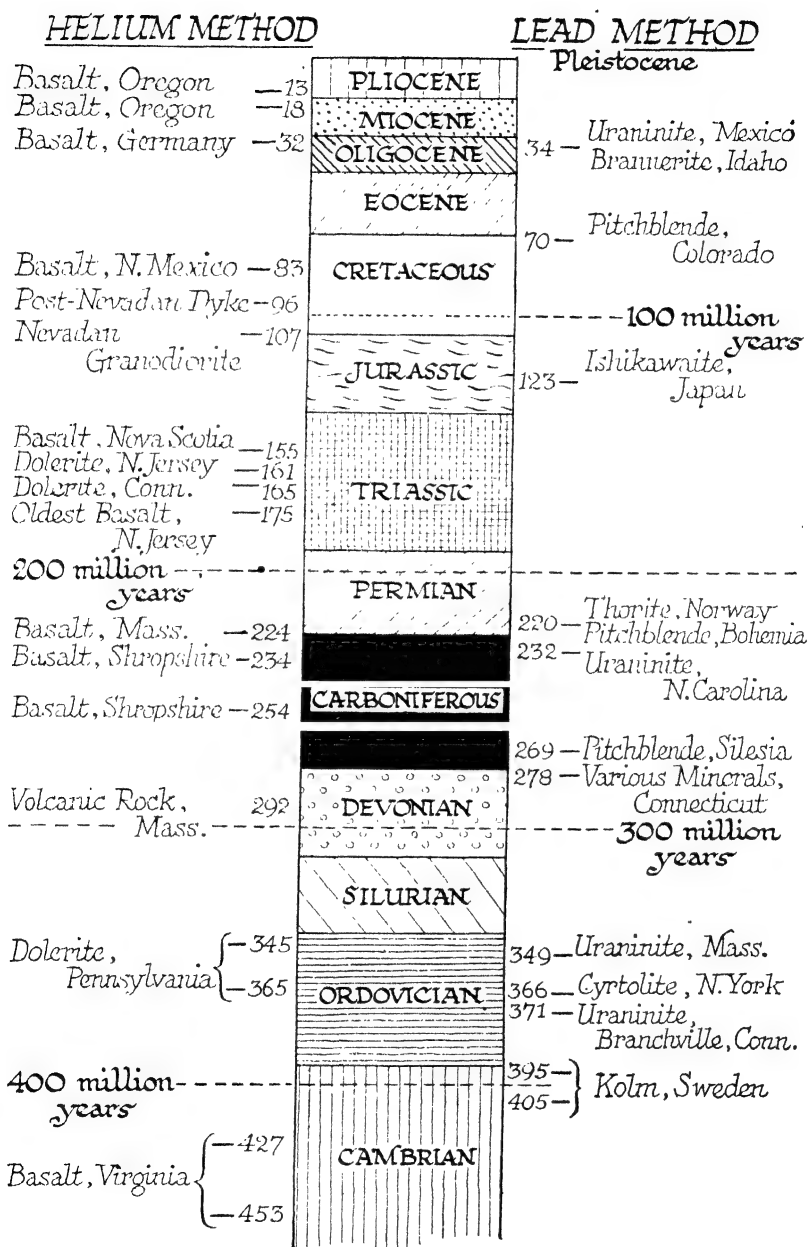 HELIUM METHOD
LEAD METHOD
Pleistocene
Basalt, Oregon —13
PLIOCENE
Basalt, Oregon —18
MIOCENE
Basalt, Germany —32
OLIGOCENE
34— Uraninite, Mexico
Brannerite, Idaho
EOCENE
70— Pitchblende,
Colorado
Basalt, N. Mexico —83
CRETACEOUS
Post-Nevadan Dyke —96
100 million
years
Nevadan —107
Granodiorite
JURASSIC
123— Ishikawaite,
Japan
Basalt, Nova Scotia —155
Dolerite, N. Jersey —161
Dolerite, Conn. —165
TRIASSIC
Oldest Basalt, —175
N. Jersey
200 million
years
PERMIAN
Basalt, Mass. —224
220— Thorite, Norway
Pitchblende, Bohemia
Basalt, Shropshire —234
232— Uraninite,
N. Carolina
Basalt, Shropshire —254
CARBONIFEROUS
269— Pitchblende, Silesia
278— Various Minerals,
Connecticut
Volcanic Rock, 292
Mass.
DEVONIAN
300 million
years
SILURIAN
Dolerite,
Pennsylvania
—345
—365
349— Uraninite, Mass.
ORDOVICIAN
366— Cyrtolite, N. York
371— Uraninite,
Branchville, Conn.
400 million
years
395—
405—
Kolm, Sweden
CAMBRIAN
Basalt, Virginia
—427
—453